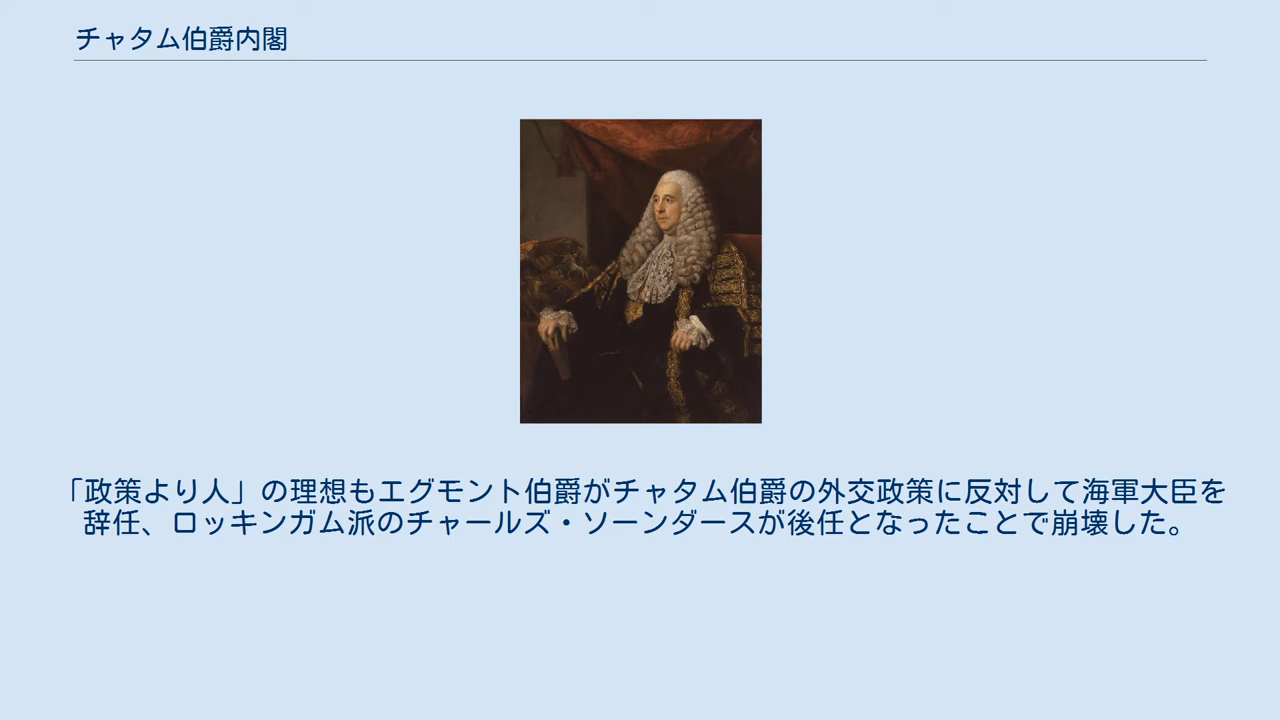 チャタム伯爵内閣
「政策より人」の理想もエグモント伯爵がチャタム伯爵の外交政策に反対して海軍大臣を
辞任、ロッキンガム派のチャールズ・ソーンダースが後任となったことで崩壊した。